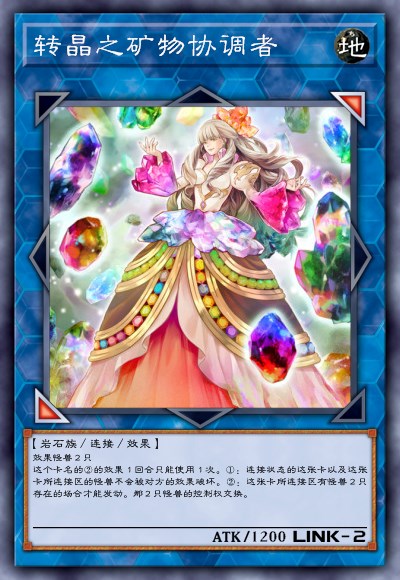 转晶之矿物协调者
地
【岩石族／连接／效果】
效果怪兽２只
这个卡名的②的效果１回合只能使用１次。①：连接状态的这张卡以及这张
卡所连接区的怪兽不会被对方的效果破坏。②：这张卡所连接区有怪兽２只
存在的场合才能发动。那２只怪兽的控制权交换。
ATK/1200 LINK-2